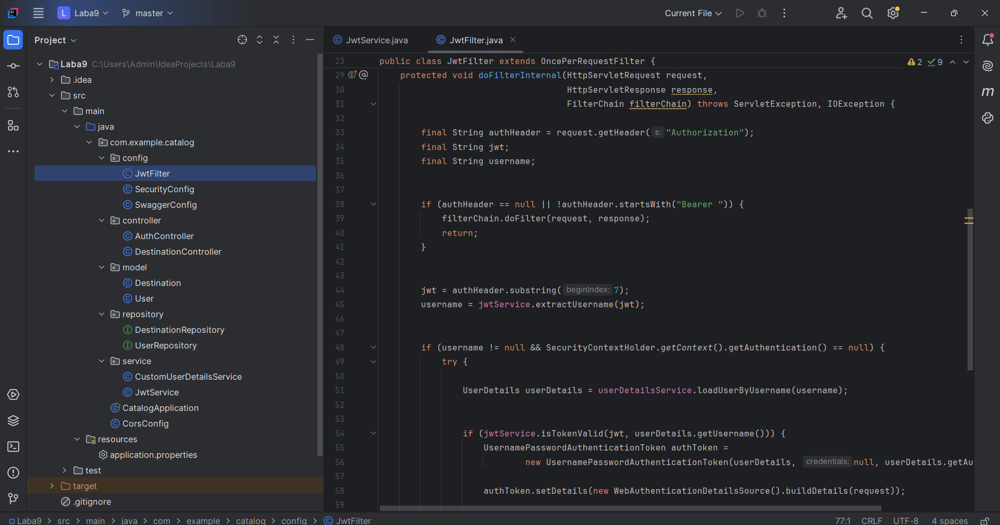 L Laba9 master Current File
Project
JwtService.java JwtFilter.java
Laba9 C:\Users\Admin\IdeaProjects\Laba9
.idea
src
main
java
com.example.catalog
config
JwtFilter
SecurityConfig
SwaggerConfig
controller
AuthController
DestinationController
model
Destination
User
repository
DestinationRepository
UserRepository
service
CustomUserDetailsService
JwtService
CatalogApplication
CorsConfig
resources
application.properties
test
target
.gitignore
23 public class JwtFilter extends OncePerRequestFilter { 2 9
29 protected void doFilterInternal(HttpServletRequest request,
30 HttpServletResponse response,
31 FilterChain filterChain) throws ServletException, IOException {
32
33 final String authHeader = request.getHeader( s: "Authorization");
34 final String jwt;
35 final String username;
36
37
38 if (authHeader == null || !authHeader.startsWith("Bearer ")) {
39 filterChain.doFilter(request, response);
40 return;
41 }
42
43
44 jwt = authHeader.substring( beginIndex: 7);
45 username = jwtService.extractUsername(jwt);
46
47
48 if (username != null && SecurityContextHolder.getContext().getAuthentication() == null) {
49 try {
50
51 UserDetails userDetails = userDetailsService.loadUserByUsername(username);
52
53
54 if (jwtService.isTokenValid(jwt, userDetails.getUsername())) {
55 UsernamePasswordAuthenticationToken authToken =
56 new UsernamePasswordAuthenticationToken(userDetails, credentials: null, userDetails.getAu
57
58 authToken.setDetails(new WebAuthenticationDetailsSource().buildDetails(request));
59
m
Laba9 > src > main > java > com > example > catalog > config > JwtFilter 77:1 CRLF UTF-8 4 spaces